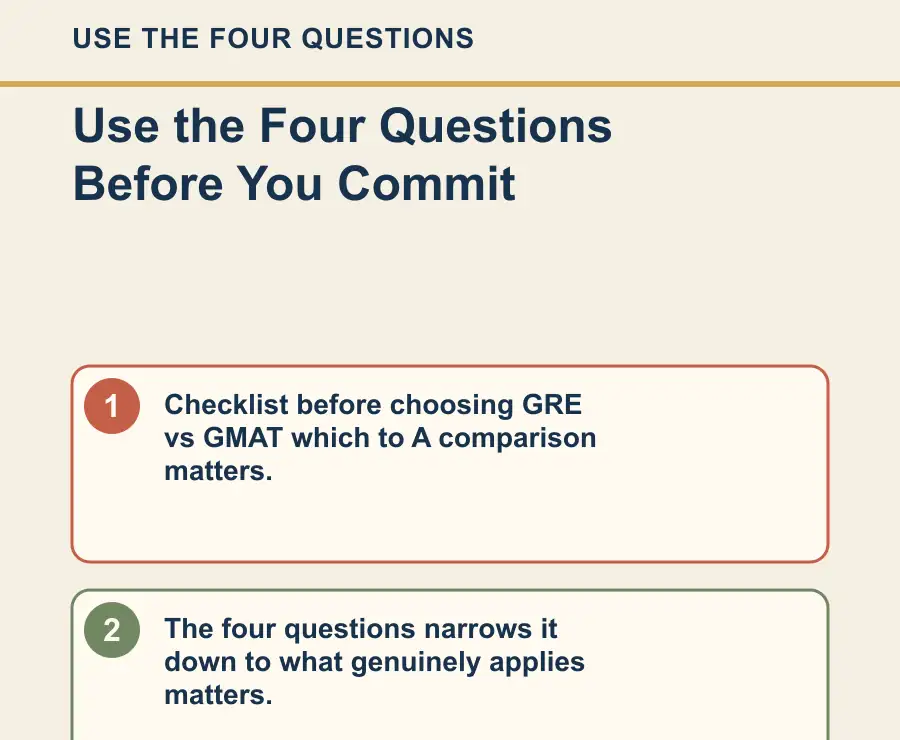 USE THE FOUR QUESTIONS
Use the Four Questions
Before You Commit
1
Checklist before choosing GRE
vs GMAT which to A comparison
matters.
2
The four questions narrows it
down to what genuinely applies
matters.